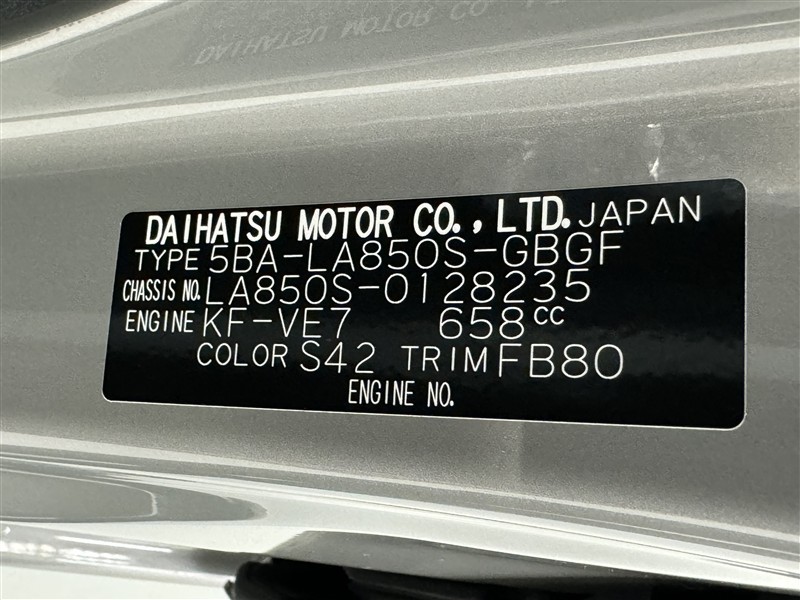 DAIHATSU MOTOR CO., LTD. JAPAN
TYPE 5BA-LA850S-GBGF
CHASSIS NO. LA850S-0128235
ENGINE KF-VE7 658cc
COLOR S42 TRIM FB80
ENGINE NO.